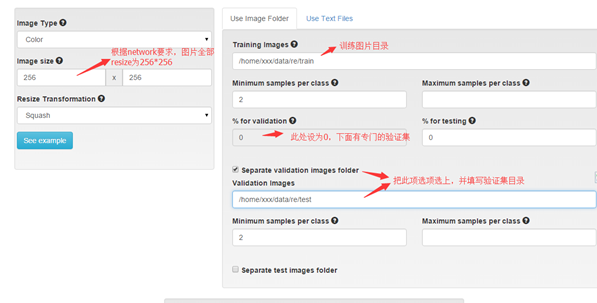 Image Type
Color
Image size
256 x 256
根据network要求，图片全部
resize为256*256
Resize Transformation
Squash
See example
Use Image Folder
Use Text Files
Training Images
/home/xxx/data/re/train
训练图片目录
Minimum samples per class
Maximum samples per class
2
% for validation
% for testing
0
此处设为0，下面有专门的验证集
0
Separate validation images folder
把此项选项选上，并填写验证集目录
Validation Images
/home/xxx/data/re/test
Minimum samples per class
Maximum samples per class
2
Separate test images folder